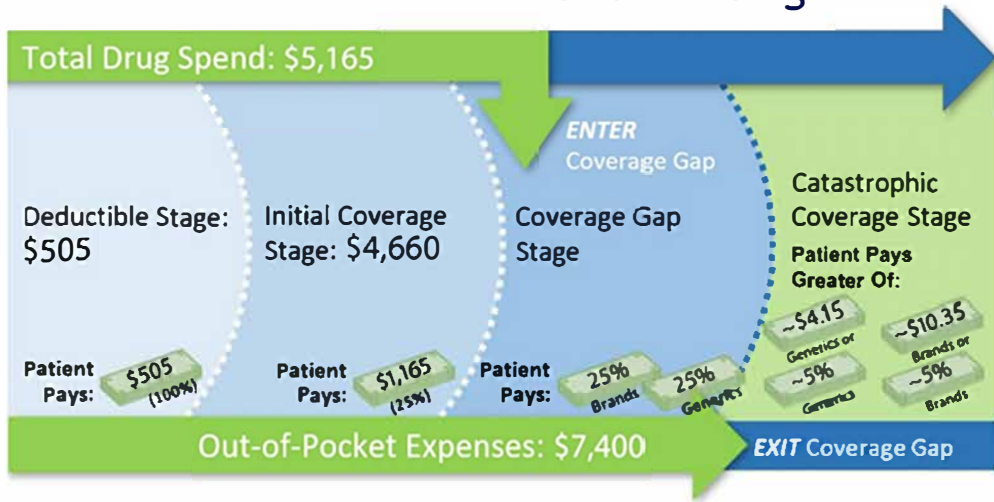 Total Drug Spend: $5,165
ENTER
Coverage Gap
Deductible Stage:
$505
Initial Coverage
Stage: $4,660
Coverage Gap
Stage
Catastrophic
Coverage Stage
Patient Pays
Greater Of:
~$4.15
Genetics or
~$10.35
Brands or
~5%
~5%
Brands
Patient
Pays:
$505
(100%)
Patient
Pays:
$1,165
(25%)
Patient
Pays:
25%
Brands
25%
Out-of-Pocket Expenses: $7,400
EXIT Coverage Gap